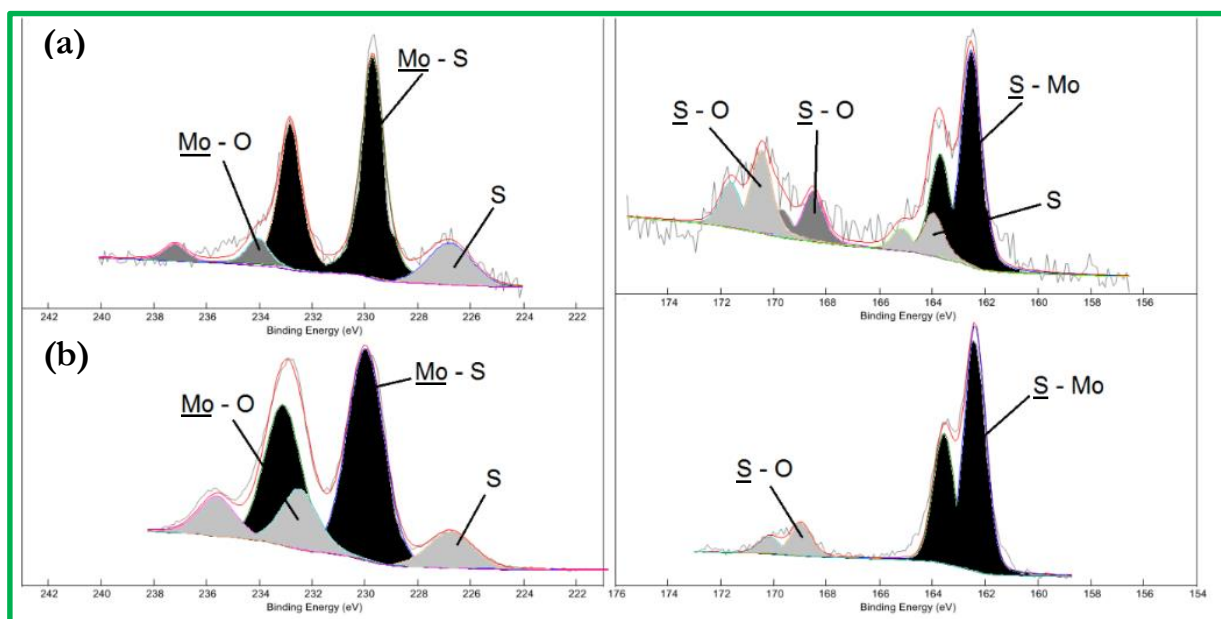 (a)
Mo - S
Mo - O
S
242 240 238 236 234 232 230 228 226 224 222
Binding Energy (eV)
S - O
S - O
S - Mo
S
174 172 170 168 166 164 162 160 158 156 154
Binding Energy (eV)
(b)
Mo - S
Mo - O
S
242 240 238 236 234 232 230 228 226 224 222
Binding Energy (eV)
S - Mo
S - O
176 174 172 170 168 166 164 162 160 158 156 154
Binding Energy (eV)